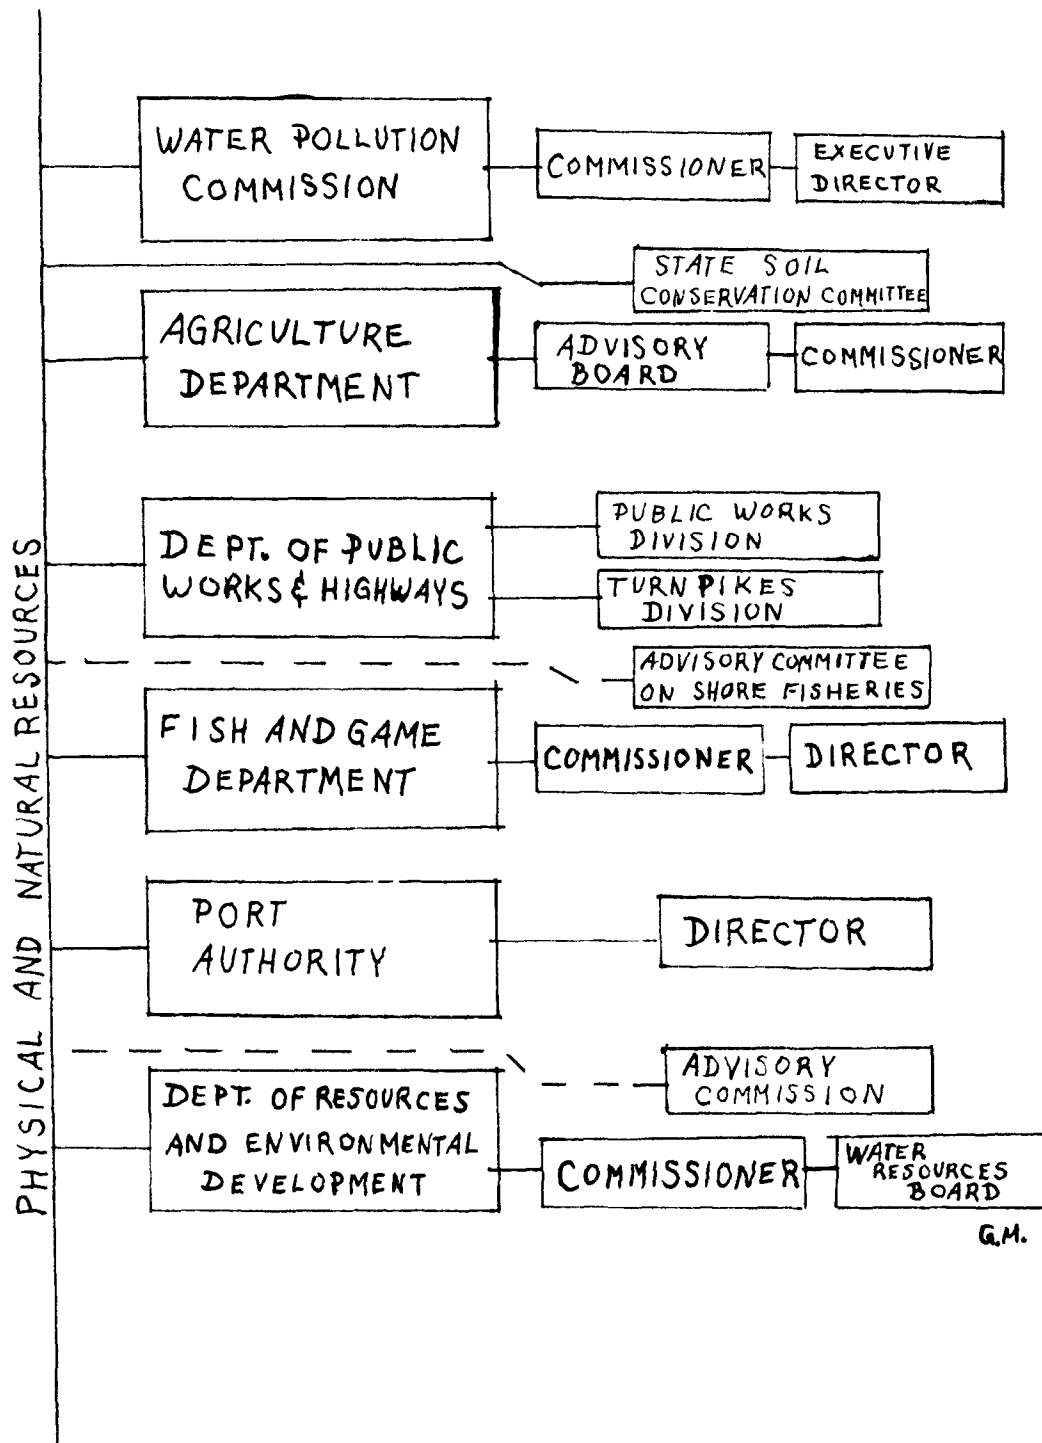 WATER POLLUTION
COMMISSION
COMMISSIONER
EXECUTIVE
DIRECTOR
STATE SOIL
CONSERVATION COMMITTEE
AGRICULTURE
DEPARTMENT
ADVISORY
BOARD
COMMISSIONER
DEPT. OF PUBLIC
WORKS & HIGHWAYS
PUBLIC WORKS
DIVISION
TURN PIKES
DIVISION
ADVISORY COMMITTEE
ON SHORE FISHERIES
FISH AND GAME
DEPARTMENT
COMMISSIONER
DIRECTOR
PORT
AUTHORITY
DIRECTOR
ADVISORY
COMMISSION
DEPT. OF RESOURCES
AND ENVIRONMENTAL
DEVELOPMENT
COMMISSIONER
WATER
RESOURCES
BOARD
G.M.
PHYSICAL AND NATURAL RESOURCES